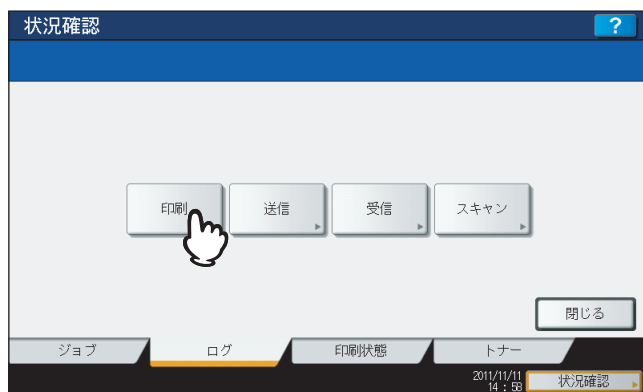 状況確認 ?
印刷 送信 受信 スキャン
閉じる
ジョブ ログ 印刷状態 トナー
2011/11/11
14 : 58 状況確認